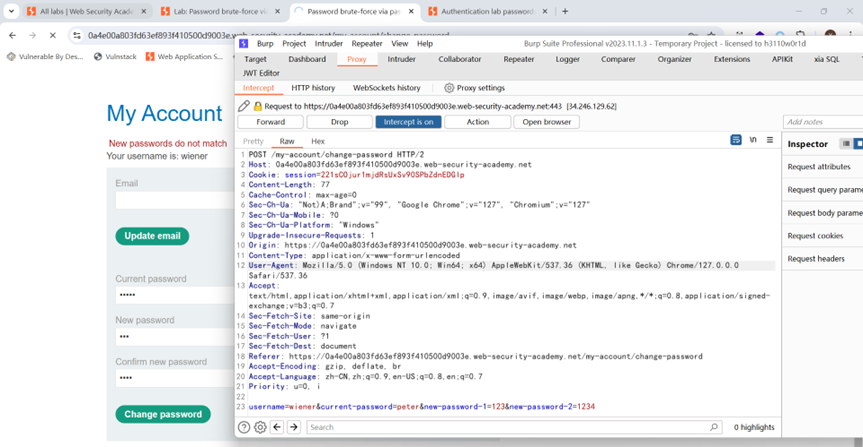 All labs | Web Security Acade
Lab: Password brute-force via
Password brute-force via pas
Authentication lab password
0a4e00a803fd63ef893f410500d9003e.web-security-academy.net/my-account/change-password
Vulnerable By Des...
Vulnstack
Web Application S...
My Account
New passwords do not match
Your username is: wiener
Email
Update email
Current password
•••••
New password
•••
Confirm new password
••••
Change password
Burp Project Intruder Repeater View Help
Burp Suite Professional v2023.11.1.3 - Temporary Project - licensed to h3110w0r1d
Target Dashboard Proxy Intruder Collaborator Repeater Logger Comparer Organizer Extensions APIKit xia SQL
JWT Editor
Intercept HTTP history WebSockets history Proxy settings
Request to https://0a4e00a803fd63ef893f410500d9003e.web-security-academy.net:443 [34.246.129.62]
Forward Drop Intercept is on Action Open browser Add notes
Pretty Raw Hex \n
1 POST /my-account/change-password HTTP/2
2 Host: 0a4e00a803fd63ef893f410500d9003e.web-security-academy.net
3 Cookie: session=221sCOjur1mjdRsUxSv9OSPbZdnEDGIp
4 Content-Length: 77
5 Cache-Control: max-age=0
6 Sec-Ch-Ua: "Not)A;Brand";v="99", "Google Chrome";v="127", "Chromium";v="127"
7 Sec-Ch-Ua-Mobile: ?0
8 Sec-Ch-Ua-Platform: "Windows"
9 Upgrade-Insecure-Requests: 1
10 Origin: https://0a4e00a803fd63ef893f410500d9003e.web-security-academy.net
11 Content-Type: application/x-www-form-urlencoded
12 User-Agent: Mozilla/5.0 (Windows NT 10.0; Win64; x64) AppleWebKit/537.36 (KHTML, like Gecko) Chrome/127.0.0.0
Safari/537.36
13 Accept:
text/html,application/xhtml+xml,application/xml;q=0.9,image/avif,image/webp,image/apng,*/*;q=0.8,application/signed-
exchange;v=b3;q=0.7
14 Sec-Fetch-Site: same-origin
15 Sec-Fetch-Mode: navigate
16 Sec-Fetch-User: ?1
17 Sec-Fetch-Dest: document
18 Referer: https://0a4e00a803fd63ef893f410500d9003e.web-security-academy.net/my-account/change-password
19 Accept-Encoding: gzip, deflate, br
20 Accept-Language: zh-CN,zh;q=0.9,en-US;q=0.8,en;q=0.7
21 Priority: u=0, i
22
23 username=wiener&current-password=peter&new-password-1=123&new-password-2=1234
Inspector
Request attributes
Request query parame
Request body parame
Request cookies
Request headers
Search
0 highlights